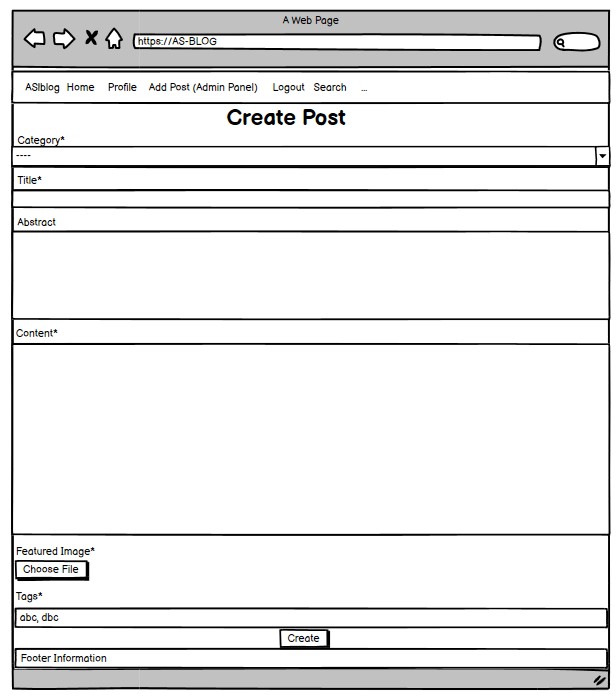 A Web Page
https://AS-BLOG
ASIblog Home Profile Add Post (Admin Panel) Logout Search ...
Create Post
Category*
----
Title*
Abstract
Content*
Featured Image*
Choose File
Tags*
abc, dbc
Create
Footer Information